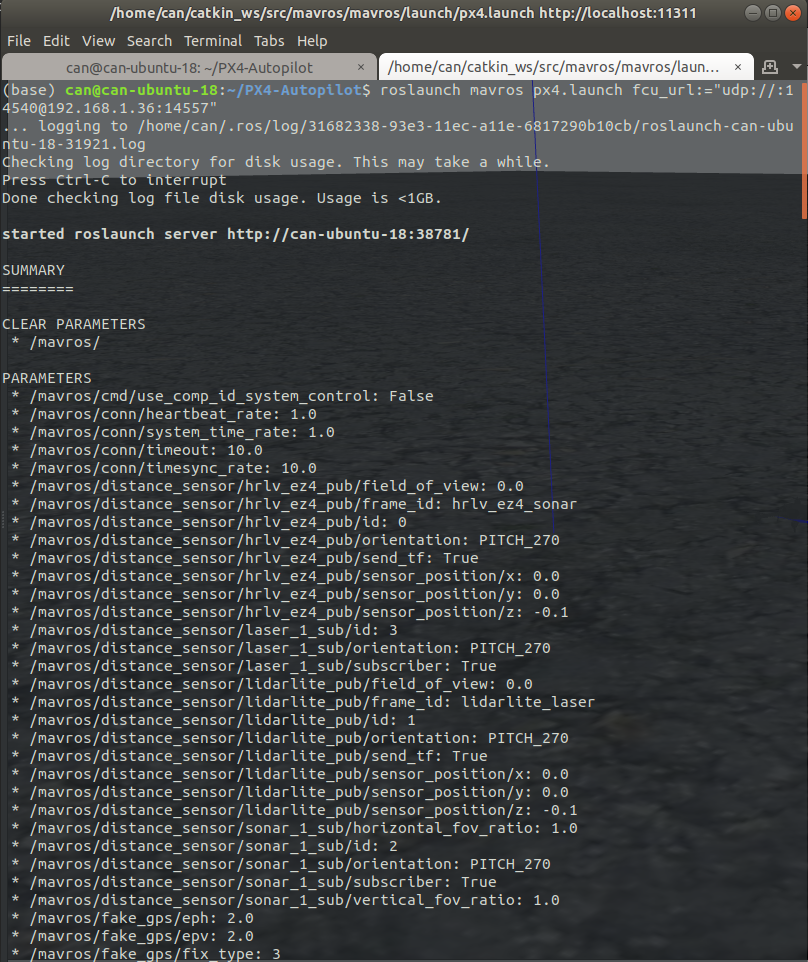 /home/can/catkin_ws/src/mavros/mavros/launch/px4.launch http://localhost:11311
File Edit View Search Terminal Tabs Help
can@can-ubuntu-18: ~/PX4-Autopilot × /home/can/catkin_ws/src/mavros/mavros/laun... ×
(base) can@can-ubuntu-18:~/PX4-Autopilot$ roslaunch mavros px4.launch fcu_url:="udp://:1
4540@192.168.1.36:14557"
... logging to /home/can/.ros/log/31682338-93e3-11ec-a11e-6817290b10cb/roslaunch-can-ubu
ntu-18-31921.log
Checking log directory for disk usage. This may take a while.
Press Ctrl-C to interrupt
Done checking log file disk usage. Usage is <1GB.
started roslaunch server http://can-ubuntu-18:38781/
SUMMARY
========
CLEAR PARAMETERS
* /mavros/
PARAMETERS
* /mavros/cmd/use_comp_id_system_control: False
* /mavros/conn/heartbeat_rate: 1.0
* /mavros/conn/system_time_rate: 1.0
* /mavros/conn/timeout: 10.0
* /mavros/conn/timesync_rate: 10.0
* /mavros/distance_sensor/hrlv_ez4_pub/field_of_view: 0.0
* /mavros/distance_sensor/hrlv_ez4_pub/frame_id: hrlv_ez4_sonar
* /mavros/distance_sensor/hrlv_ez4_pub/id: 0
* /mavros/distance_sensor/hrlv_ez4_pub/orientation: PITCH_270
* /mavros/distance_sensor/hrlv_ez4_pub/send_tf: True
* /mavros/distance_sensor/hrlv_ez4_pub/sensor_position/x: 0.0
* /mavros/distance_sensor/hrlv_ez4_pub/sensor_position/y: 0.0
* /mavros/distance_sensor/hrlv_ez4_pub/sensor_position/z: -0.1
* /mavros/distance_sensor/laser_1_sub/id: 3
* /mavros/distance_sensor/laser_1_sub/orientation: PITCH_270
* /mavros/distance_sensor/laser_1_sub/subscriber: True
* /mavros/distance_sensor/lidarlite_pub/field_of_view: 0.0
* /mavros/distance_sensor/lidarlite_pub/frame_id: lidarlite_laser
* /mavros/distance_sensor/lidarlite_pub/id: 1
* /mavros/distance_sensor/lidarlite_pub/orientation: PITCH_270
* /mavros/distance_sensor/lidarlite_pub/send_tf: True
* /mavros/distance_sensor/lidarlite_pub/sensor_position/x: 0.0
* /mavros/distance_sensor/lidarlite_pub/sensor_position/y: 0.0
* /mavros/distance_sensor/lidarlite_pub/sensor_position/z: -0.1
* /mavros/distance_sensor/sonar_1_sub/horizontal_fov_ratio: 1.0
* /mavros/distance_sensor/sonar_1_sub/id: 2
* /mavros/distance_sensor/sonar_1_sub/orientation: PITCH_270
* /mavros/distance_sensor/sonar_1_sub/subscriber: True
* /mavros/distance_sensor/sonar_1_sub/vertical_fov_ratio: 1.0
* /mavros/fake_gps/eph: 2.0
* /mavros/fake_gps/epv: 2.0
* /mavros/fake_gps/fix_type: 3